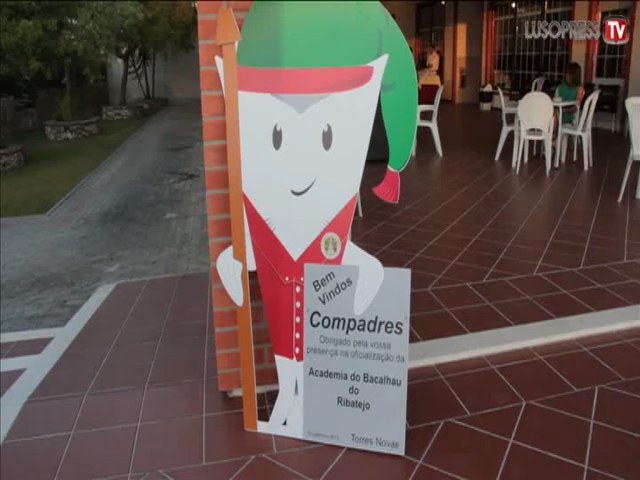 LUSOPRESS TV
Bem
Vindos
Compadres
Obrigado pela vossa
presença na oficialização da
Academia do Bacalhau
do
Ribatejo
Torres Novas